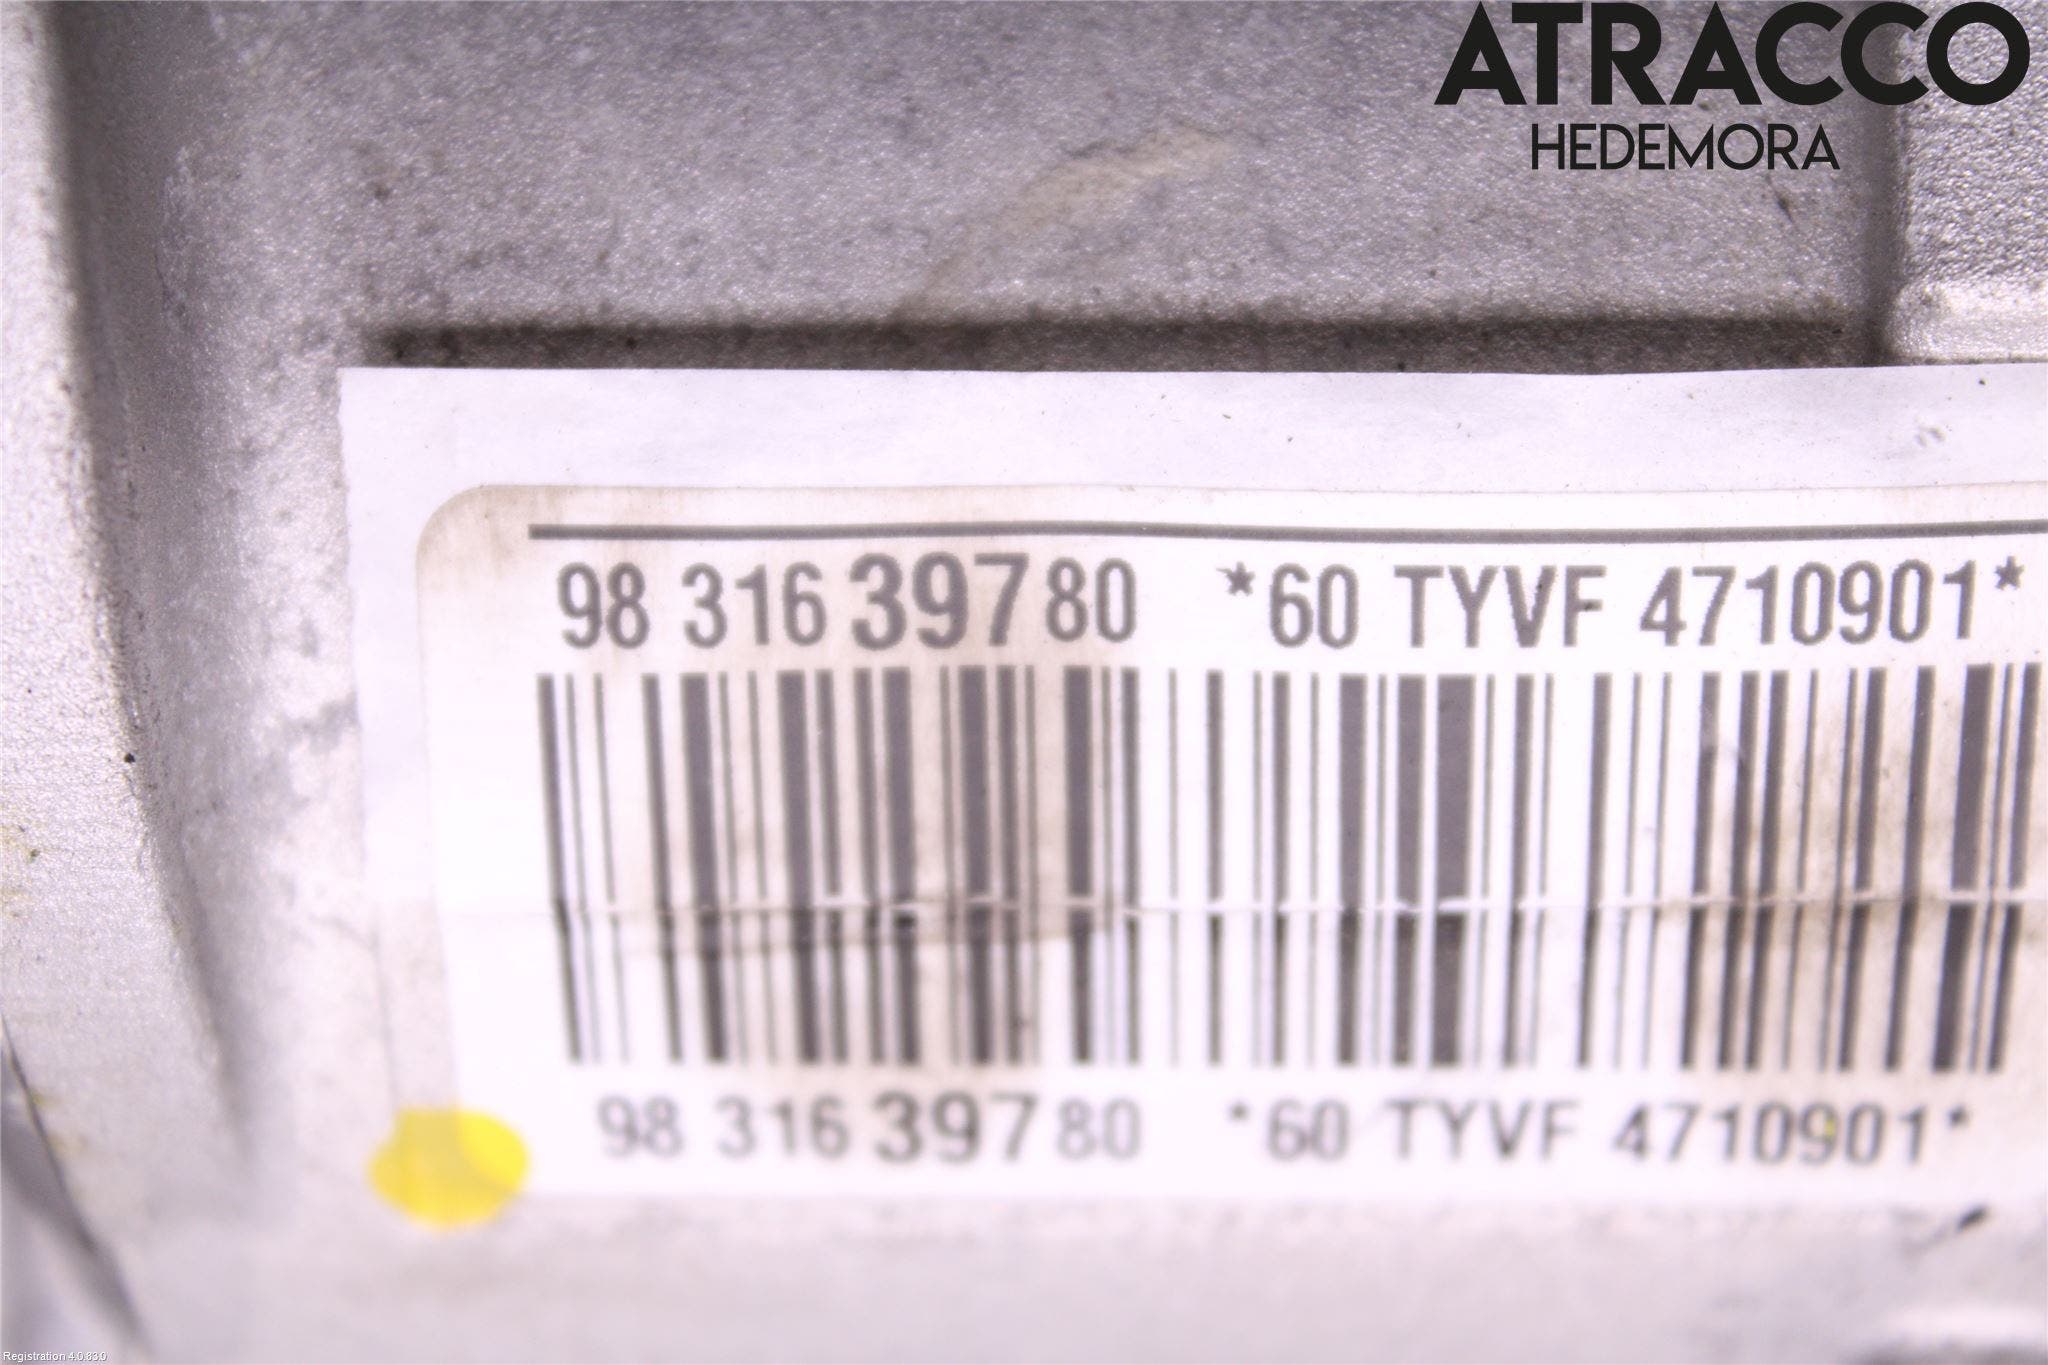 ATRACCO
HEDEMORA
98 316 397 80 *60 TYVF 4710901*
98 316 397 80 *60 TYVF 4710901*
Registration 4.0.83.0